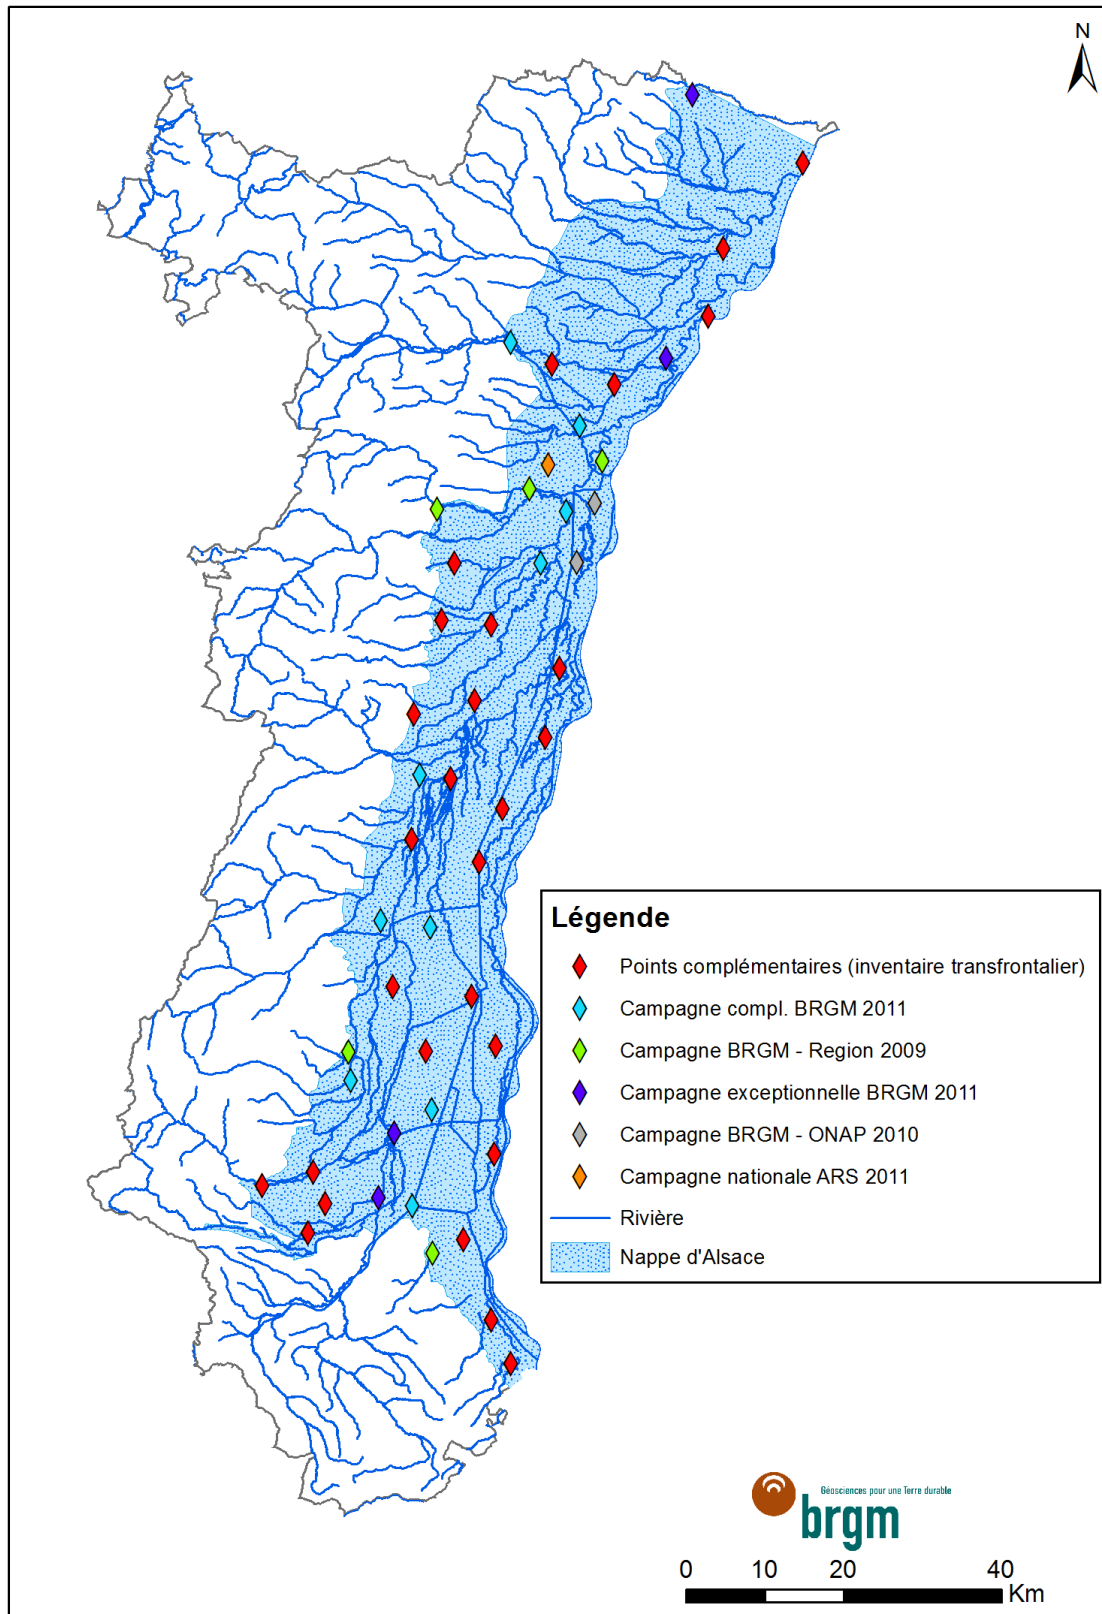 N
Légende
Points complémentaires (inventaire transfrontalier)
Campagne compl. BRGM 2011
Campagne BRGM - Region 2009
Campagne exceptionnelle BRGM 2011
Campagne BRGM - ONAP 2010
Campagne nationale ARS 2011
Rivière
Nappe d'Alsace
Géosciences pour une Terre durable
brgm
0 10 20 40
Km